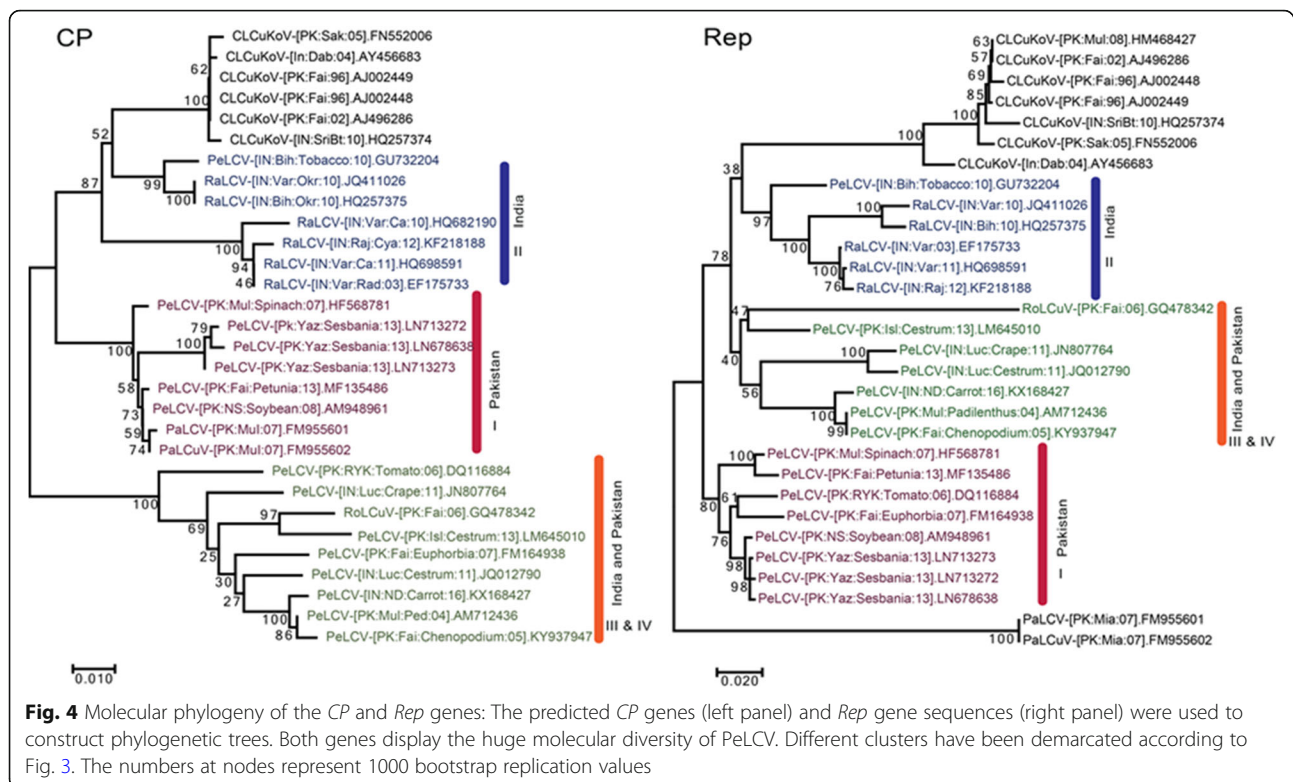 CP
CLCuKoV-[PK:Sak:05].FN552006
CLCuKoV-[In:Dab:04].AY456683
62
CLCuKoV-[PK:Fai:96].AJ002449
CLCuKoV-[PK:Fai:96].AJ002448
100
CLCuKoV-[PK:Fai:02].AJ496286
52
CLCuKoV-[IN:SriBt:10].HQ257374
PeLCV-[IN:Bih:Tobacco:10].GU732204
99
RaLCV-[IN:Var:Okr:10].JQ411026
87
100
RaLCV-[IN:Bih:Okr:10].HQ257375
RaLCV-[IN:Var:Ca:10].HQ682190
100
RaLCV-[IN:Raj:Cya:12].KF218188
94
RaLCV-[IN:Var:Ca:11].HQ698591
46
RaLCV-[IN:Var:Rad:03].EF175733
India
II
PeLCV-[PK:Mul:Spinach:07].HF568781
79
PeLCV-[Pk:Yaz:Sesbania:13].LN713272
100
PeLCV-[PK:Yaz:Sesbania:13].LN678638
100
PeLCV-[PK:Yaz:Sesbania:13].LN713273
58
PeLCV-[PK:Fai:Petunia:13].MF135486
73
PeLCV-[PK:NS:Soybean:08].AM948961
59
PaLCV-[PK:Mul:07].FM955601
74
PaLCuV-[PK:Mul:07].FM955602
Pakistan
I
PeLCV-[PK:RYK:Tomato:06].DQ116884
100
PeLCV-[IN:Luc:Crape:11].JN807764
69
97
RoLCuV-[PK:Fai:06].GQ478342
25
PeLCV-[PK:Isl:Cestrum:13].LM645010
PeLCV-[PK:Fai:Euphorbia:07].FM164938
30
PeLCV-[IN:Luc:Cestrum:11].JQ012790
27
PeLCV-[IN:ND:Carrot:16].KX168427
100
PeLCV-[PK:Mul:Ped:04].AM712436
86
PeLCV-[PK:Fai:Chenopodium:05].KY937947
India and Pakistan
III & IV
0.010
Rep
63
CLCuKoV-[PK:Mul:08].HM468427
57
CLCuKoV-[PK:Fai:02].AJ496286
69
CLCuKoV-[PK:Fai:96].AJ002448
85
CLCuKoV-[PK:Fai:96].AJ002449
100
CLCuKoV-[IN:SriBt:10].HQ257374
100
CLCuKoV-[PK:Sak:05].FN552006
CLCuKoV-[In:Dab:04].AY456683
38
PeLCV-[IN:Bih:Tobacco:10].GU732204
97
100
RaLCV-[IN:Var:10].JQ411026
RaLCV-[IN:Bih:10].HQ257375
100
RaLCV-[IN:Var:03].EF175733
100
RaLCV-[IN:Var:11].HQ698591
76
RaLCV-[IN:Raj:12].KF218188
India
II
78
47
RoLCuV-[PK:Fai:06].GQ478342
PeLCV-[PK:Isl:Cestrum:13].LM645010
40
100
PeLCV-[IN:Luc:Crape:11].JN807764
PeLCV-[IN:Luc:Cestrum:11].JQ012790
56
PeLCV-[IN:ND:Carrot:16].KX168427
100
PeLCV-[PK:Mul:Padilenthus:04].AM712436
99
PeLCV-[PK:Fai:Chenopodium:05].KY937947
India and Pakistan
III & IV
100
PeLCV-[PK:Mul:Spinach:07].HF568781
PeLCV-[PK:Fai:Petunia:13].MF135486
80
61
PeLCV-[PK:RYK:Tomato:06].DQ116884
PeLCV-[PK:Fai:Euphorbia:07].FM164938
76
PeLCV-[PK:NS:Soybean:08].AM948961
98
PeLCV-[PK:Yaz:Sesbania:13].LN713273
98
PeLCV-[PK:Yaz:Sesbania:13].LN713272
PeLCV-[PK:Yaz:Sesbania:13].LN678638
Pakistan
I
PaLCV-[PK:Mia:07].FM955601
100
PaLCuV-[PK:Mia:07].FM955602
0.020
Fig. 4 Molecular phylogeny of the CP and Rep genes: The predicted CP genes (left panel) and Rep gene sequences (right panel) were used to
construct phylogenetic trees. Both genes display the huge molecular diversity of PeLCV. Different clusters have been demarcated according to
Fig. 3. The numbers at nodes represent 1000 bootstrap replication values